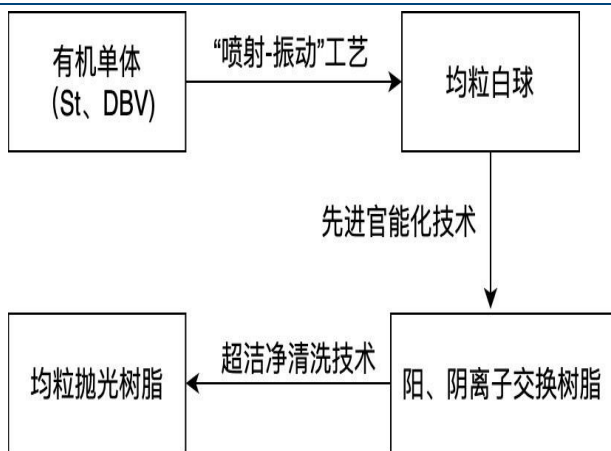 有机单体
(St、DBV)
“喷射-振动”工艺
均粒白球
先进官能化技术
阳、阴离子交换树脂
超洁净清洗技术
均粒抛光树脂